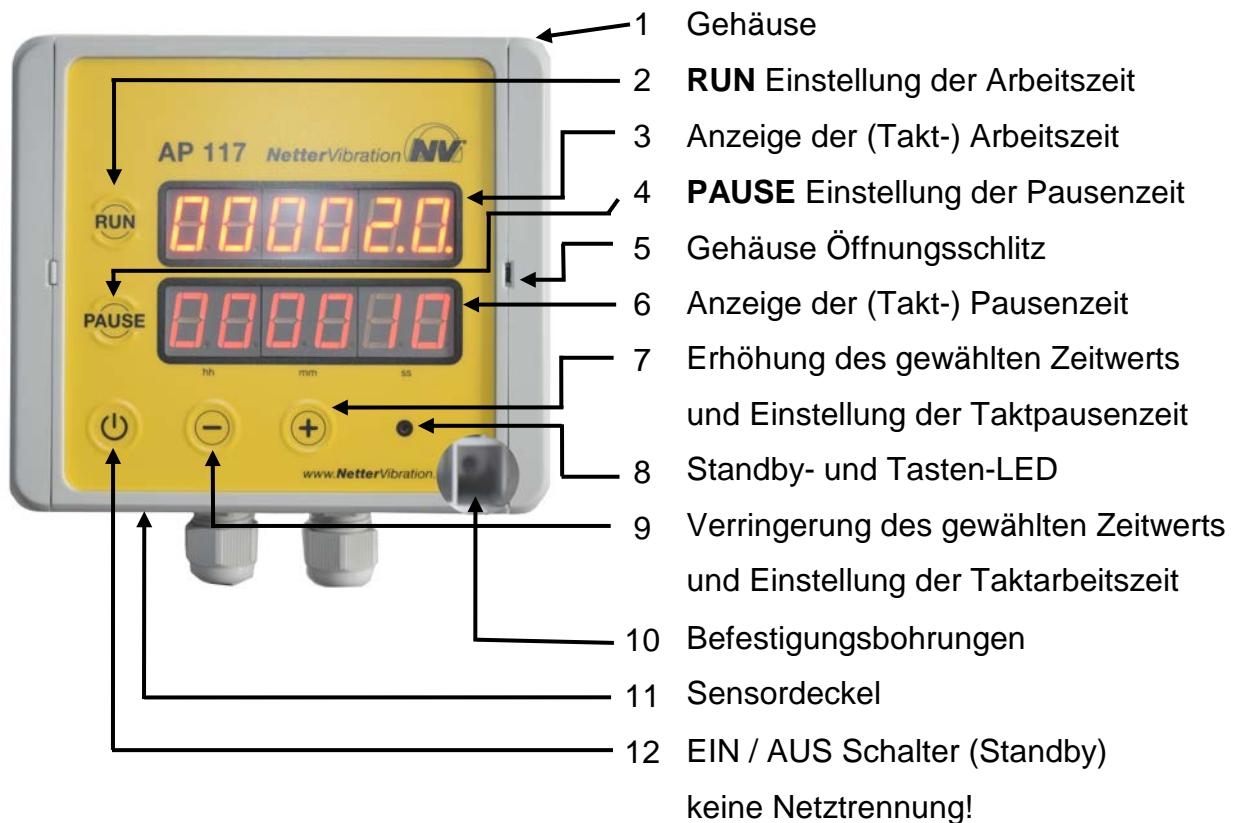 1 Gehäuse
2 RUN Einstellung der Arbeitszeit
3 Anzeige der (Takt-) Arbeitszeit
4 PAUSE Einstellung der Pausenzeit
5 Gehäuse Öffnungsschlitz
6 Anzeige der (Takt-) Pausenzeit
7 Erhöhung des gewählten Zeitwerts
und Einstellung der Taktpausenzeit
8 Standby- und Tasten-LED
9 Verringerung des gewählten Zeitwerts
und Einstellung der Taktarbeitszeit
10 Befestigungsbohrungen
11 Sensordeckel
12 EIN / AUS Schalter (Standby)
keine Netztrennung!
AP 117 NetterVibration NV
RUN
00002.0.
PAUSE
000010
hh mm ss
www.NetterVibration.